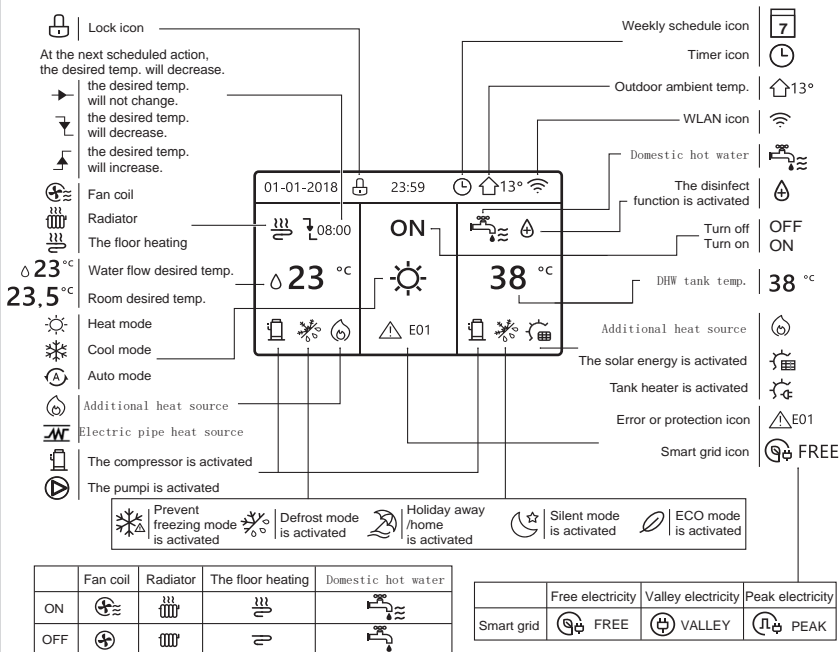 Lock icon
At the next scheduled action,
the desired temp. will decrease.
the desired temp.
will not change.
the desired temp.
will decrease.
the desired temp.
will increase.
Fan coil
Radiator
The floor heating
23°C Water flow desired temp.
23.5°C Room desired temp.
Heat mode
Cool mode
A Auto mode
Additional heat source
Electric pipe heat source
The compressor is activated
The pumpi is activated
01-01-2018 23:59 13°
08:00 ON
23 °C 38 °C
E01
Weekly schedule icon 7
Timer icon
Outdoor ambient temp. 13°
WLAN icon
Domestic hot water
The disinfect
function is activated
Turn off OFF
Turn on ON
DHW tank temp. 38 °C
Additional heat source
The solar energy is activated
Tank heater is activated
Error or protection icon E01
Smart grid icon FREE
Prevent
freezing mode
is activated
Defrost mode
is activated
Holiday away
/home
is activated
Silent mode
is activated
ECO mode
is activated
Fan coil Radiator The floor heating Domestic hot water
ON
OFF
Free electricity Valley electricity Peak electricity
Smart grid FREE VALLEY PEAK